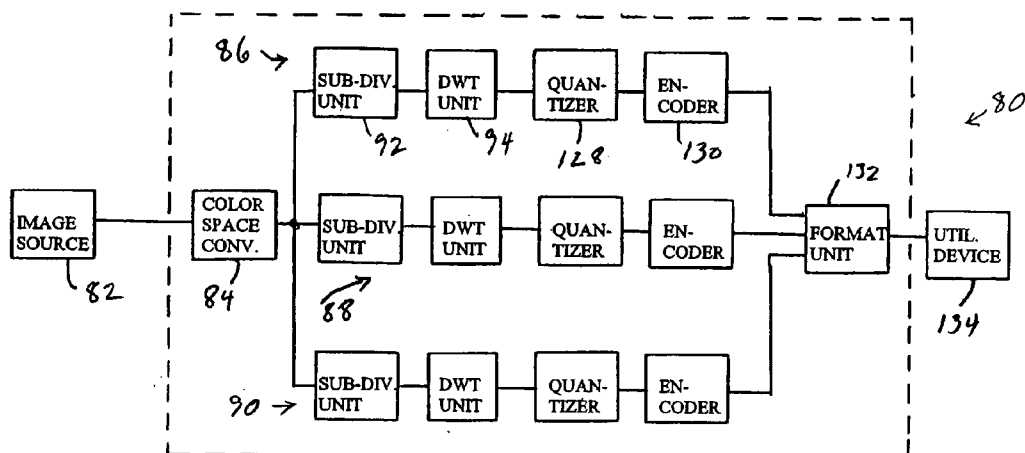 86
SUB-DIV.
UNIT
DWT
UNIT
QUAN-
TIZER
EN-
CODER
92
94
128
130
80
132
IMAGE
SOURCE
COLOR
SPACE
CONV.
SUB-DIV.
UNIT
DWT
UNIT
QUAN-
TIZER
EN-
CODER
FORMAT
UNIT
UTIL.
DEVICE
82
84
88
134
SUB-DIV.
UNIT
DWT
UNIT
QUAN-
TIZER
EN-
CODER
90